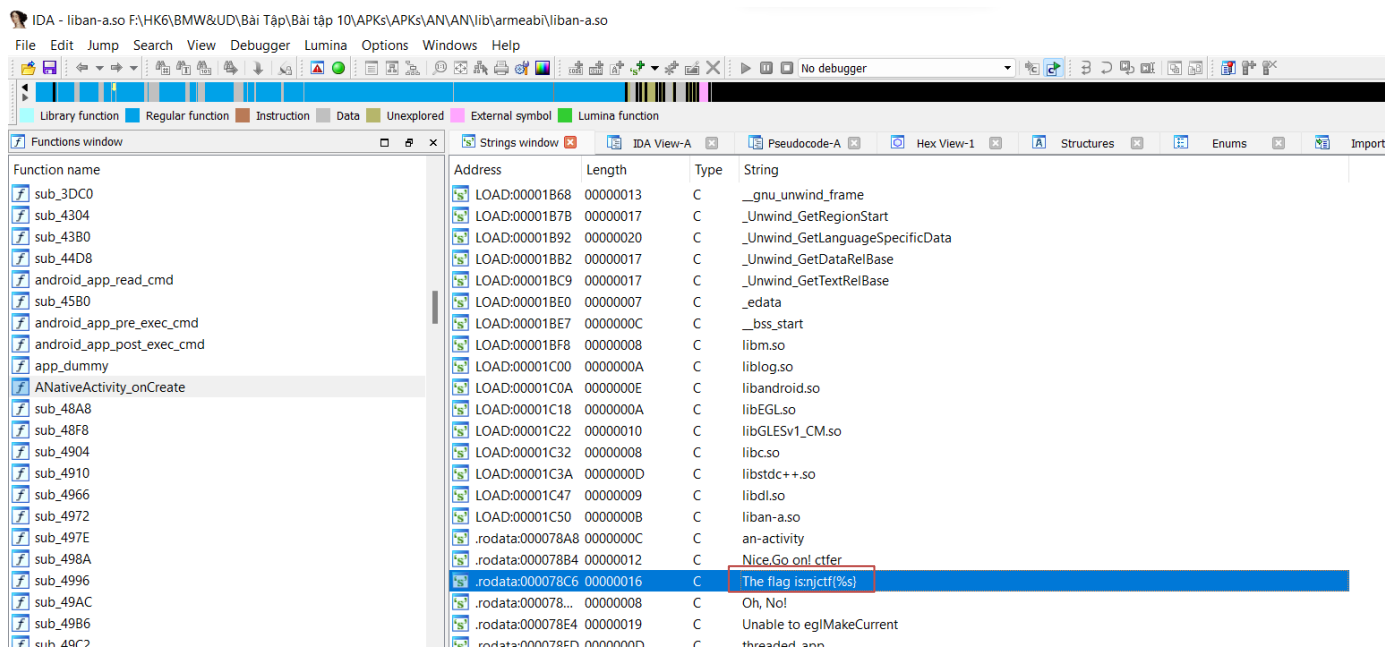 IDA - liban-a.so F:\HK6\BMW&UD\Bài Tập\Bài tập 10\APKs\APKs\AN\AN\lib\armeabi\liban-a.so
File Edit Jump Search View Debugger Lumina Options Windows Help
No debugger
Library function Regular function Instruction Data Unexplored External symbol Lumina function
Functions window Strings window IDA View-A Pseudocode-A Hex View-1 Structures Enums Import
Function name Address Length Type String
sub_3DC0 LOAD:00001B68 00000013 C __gnu_unwind_frame
sub_4304 LOAD:00001B7B 00000017 C _Unwind_GetRegionStart
sub_43B0 LOAD:00001B92 00000020 C _Unwind_GetLanguageSpecificData
sub_44D8 LOAD:00001BB2 00000017 C _Unwind_GetDataRelBase
android_app_read_cmd LOAD:00001BC9 00000017 C _Unwind_GetTextRelBase
sub_45B0 LOAD:00001BE0 00000007 C _edata
android_app_pre_exec_cmd LOAD:00001BE7 0000000C C __bss_start
android_app_post_exec_cmd LOAD:00001BF8 00000008 C libm.so
app_dummy LOAD:00001C00 0000000A C liblog.so
ANativeActivity_onCreate LOAD:00001C0A 0000000E C libandroid.so
sub_48A8 LOAD:00001C18 0000000A C libEGL.so
sub_48F8 LOAD:00001C22 00000010 C libGLESv1_CM.so
sub_4904 LOAD:00001C32 00000008 C libc.so
sub_4910 LOAD:00001C3A 0000000D C libstdc++.so
sub_4966 LOAD:00001C47 00000009 C libdl.so
sub_4972 LOAD:00001C50 0000000B C liban-a.so
sub_497E .rodata:000078A8 0000000C C an-activity
sub_498A .rodata:000078B4 00000012 C Nice,Go on! ctfer
sub_4996 .rodata:000078C6 00000016 C The flag is:njctf{%s}
sub_49AC .rodata:000078... 00000008 C Oh, No!
sub_49B6 .rodata:000078E4 00000019 C Unable to eglMakeCurrent
sub_49C2 .rodata:000078FD 0000000D C threaded_app